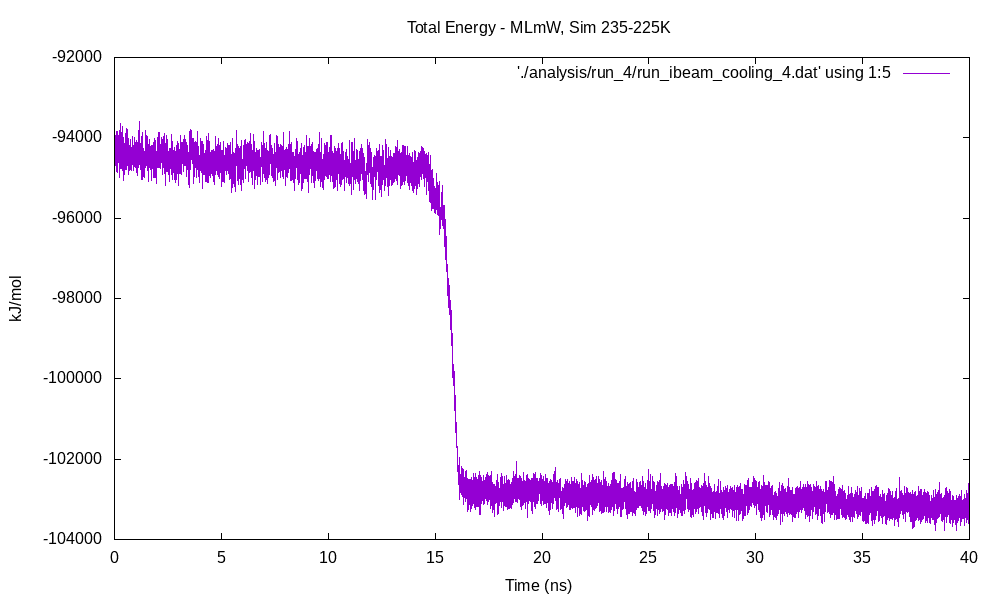 Total Energy - MLmW, Sim 235-225K
'./analysis/run_4/run_ibeam_cooling_4.dat' using 1:5
-92000
-94000
-96000
-98000
-100000
-102000
-104000
kJ/mol
0 5 10 15 20 25 30 35 40
Time (ns)